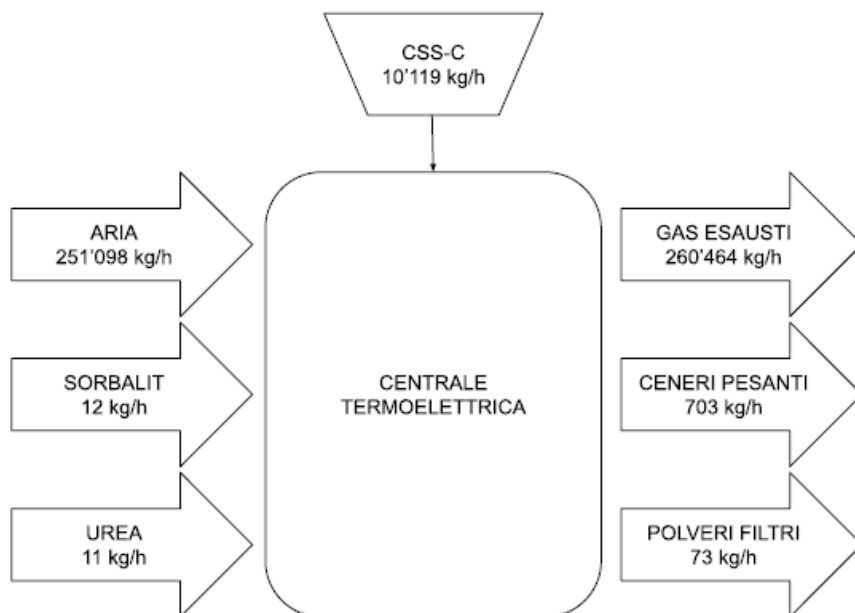 CSS-C
10'119 kg/h
ARIA
251'098 kg/h
SORBALIT
12 kg/h
UREA
11 kg/h
CENTRALE
TERMOELETTRICA
GAS ESAUSTI
260'464 kg/h
CENERI PESANTI
703 kg/h
POLVERI FILTRI
73 kg/h